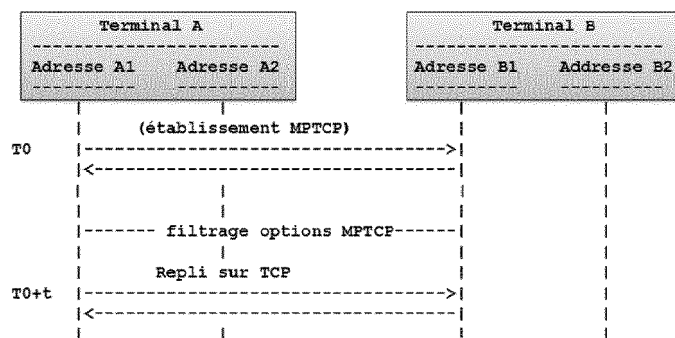 Terminal A
Terminal B
Adresse A1 Adresse A2
Adresse B1 Addresse B2
(établissement MPTCP)
T0
filtrage options MPTCP
Repli sur TCP
T0+t